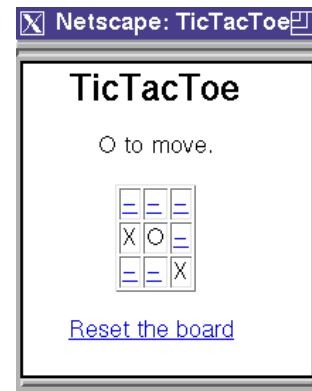 X Netscape: TicTacToe
TicTacToe
O to move.
– – –
X O –
– – X
Reset the board